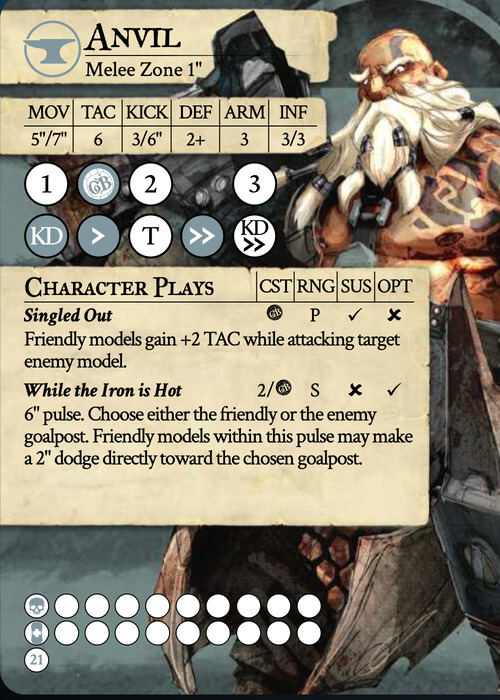 ANVIL
Melee Zone 1"
MOV TAC KICK DEF ARM INF
5"/7" 6 3/6" 2+ 3 3/3
1 GB 2 3
KD > T >> KD >>
CHARACTER PLAYS CST RNG SUS OPT
Singled Out GB P ✓ ✘
Friendly models gain +2 TAC while attacking target
enemy model.
While the Iron is Hot 2/GB S ✘ ✓
6" pulse. Choose either the friendly or the enemy
goalpost. Friendly models within this pulse may make
a 2" dodge directly toward the chosen goalpost.
21